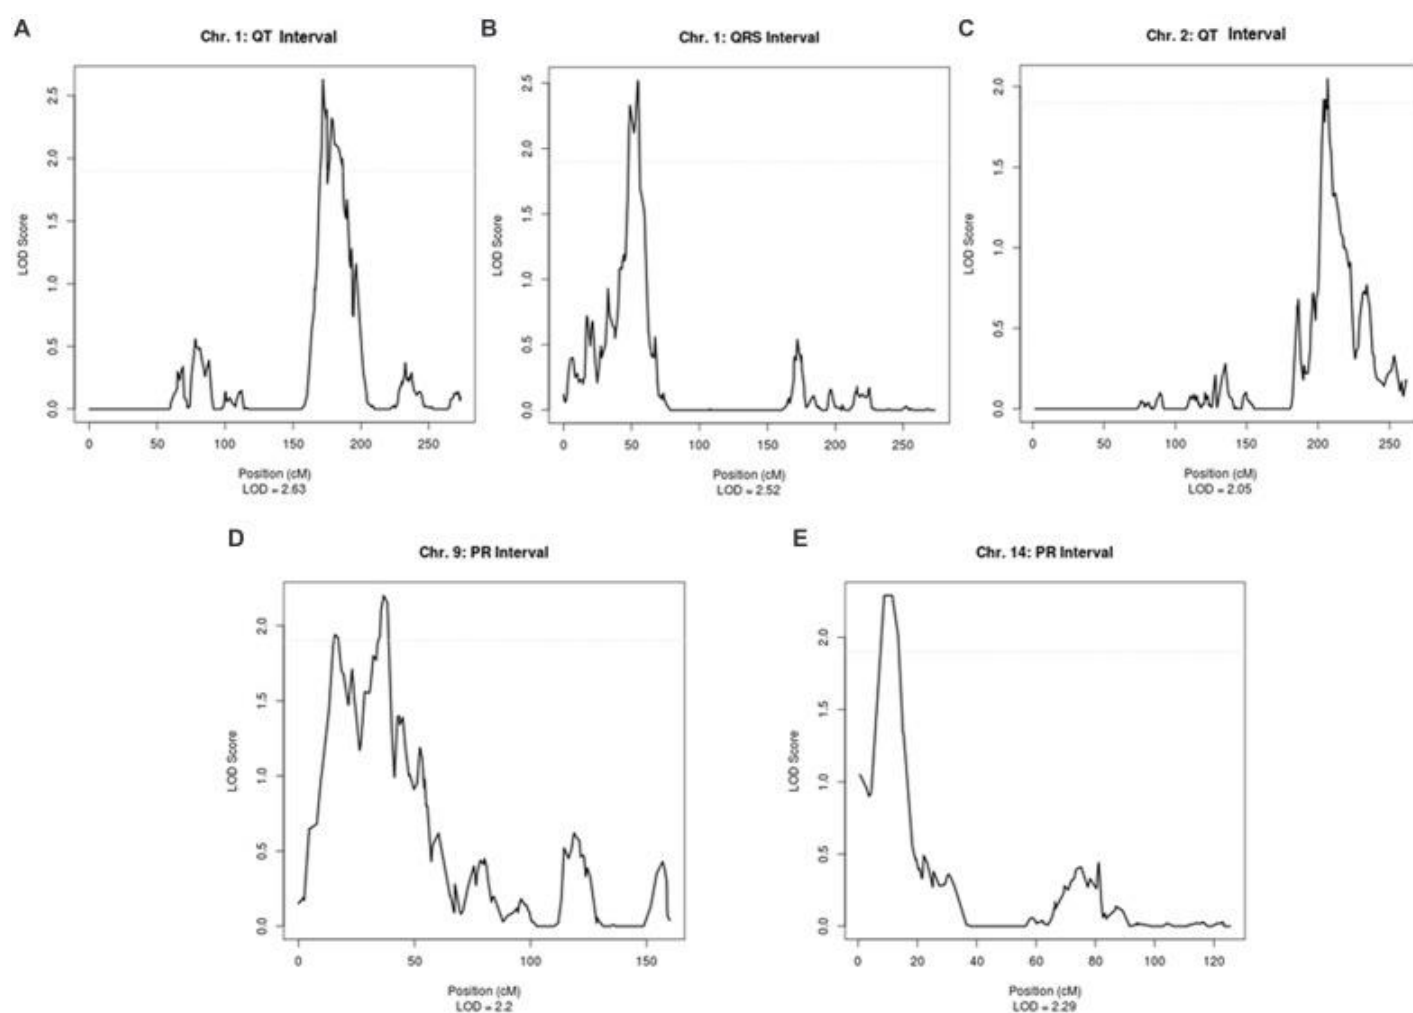 A
Chr. 1: QT Interval
LOD Score
0.0 0.5 1.0 1.5 2.0 2.5
0 50 100 150 200 250
Position (cM)
LOD = 2.63
B
Chr. 1: QRS Interval
LOD Score
0.0 0.5 1.0 1.5 2.0 2.5
0 50 100 150 200 250
Position (cM)
LOD = 2.52
C
Chr. 2: QT Interval
LOD Score
0.0 0.5 1.0 1.5 2.0
0 50 100 150 200 250
Position (cM)
LOD = 2.05
D
Chr. 9: PR Interval
LOD Score
0.0 0.5 1.0 1.5 2.0
0 50 100 150
Position (cM)
LOD = 2.2
E
Chr. 14: PR Interval
LOD Score
0.0 0.5 1.0 1.5 2.0
0 20 40 60 80 100 120
Position (cM)
LOD = 2.29